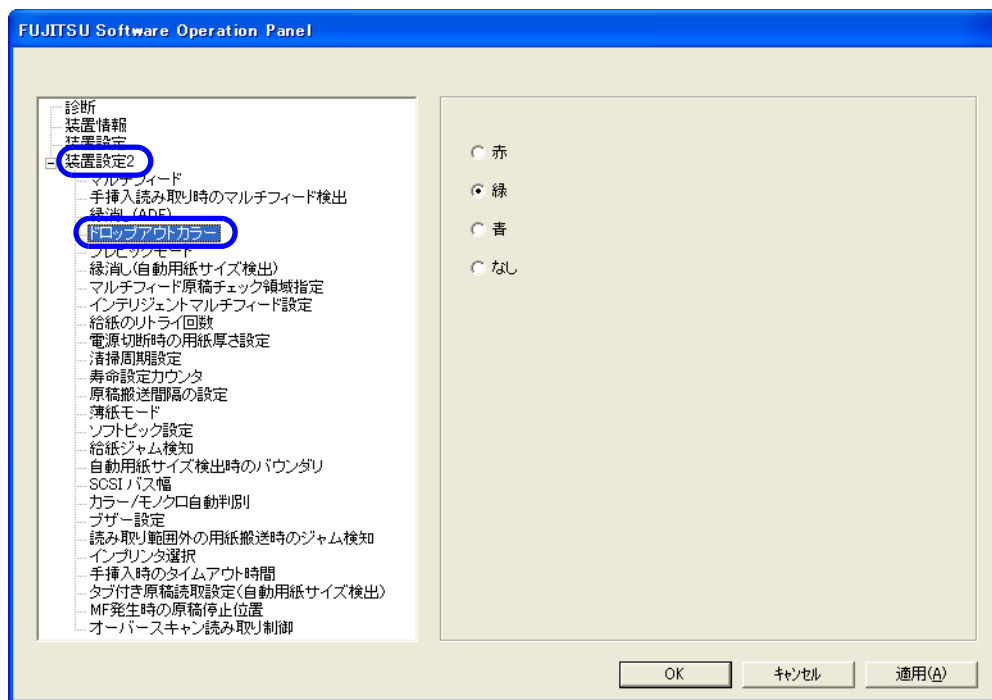 FUJITSU Software Operation Panel
診断
装置情報
装置設定
装置設定2
マルチフィード
手挿入読み取り時のマルチフィード検出
縁消し(ADF)
ドロップアウトカラー
プレピックモード
縁消し(自動用紙サイズ検出)
マルチフィード原稿チェック領域指定
インテリジェントマルチフィード設定
給紙のリトライ回数
電源切断時の用紙厚さ設定
清掃周期設定
寿命設定カウンタ
原稿搬送間隔の設定
薄紙モード
ソフトピック設定
給紙ジャム検知
自動用紙サイズ検出時のバウンダリ
SCSI バス幅
カラー/モノクロ自動判別
ブザー設定
読み取り範囲外の用紙搬送時のジャム検知
インプリンタ選択
手挿入時のタイムアウト時間
タブ付き原稿読取設定(自動用紙サイズ検出)
MF発生時の原稿停止位置
オーバースキャン読み取り制御
赤
緑
青
なし
OK
キャンセル
適用(A)